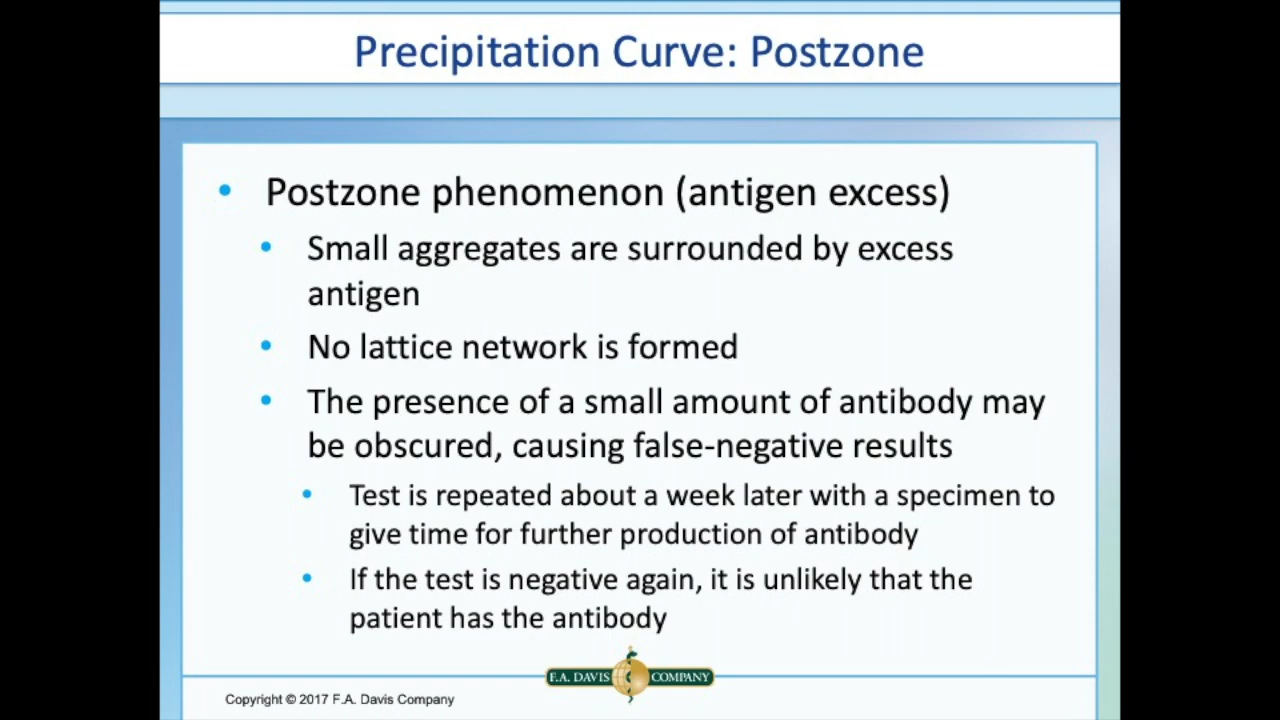 Precipitation Curve: Postzone
• Postzone phenomenon (antigen excess)
• Small aggregates are surrounded by excess
antigen
• No lattice network is formed
• The presence of a small amount of antibody may
be obscured, causing false-negative results
• Test is repeated about a week later with a specimen to
give time for further production of antibody
• If the test is negative again, it is unlikely that the
patient has the antibody
F.A. DAVIS COMPANY
Copyright © 2017 F.A. Davis Company